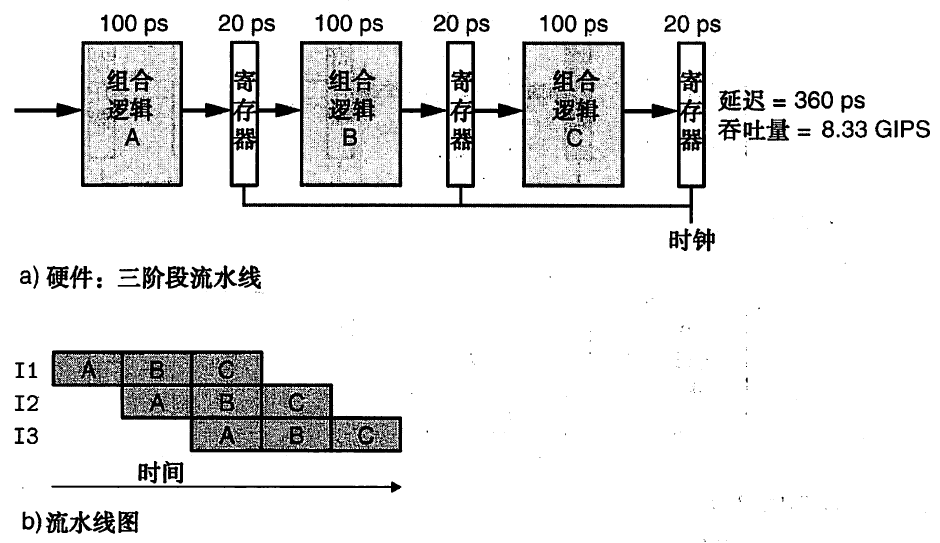 100 ps 20 ps 100 ps 20 ps 100 ps 20 ps
组合
逻辑
A
寄
存
器
组合
逻辑
B
寄
存
器
组合
逻辑
C
寄
存
器
延迟 = 360 ps
吞吐量 = 8.33 GIPS
时钟
a) 硬件：三阶段流水线
I1 A B C
I2 A B C
I3 A B C
时间
b)流水线图